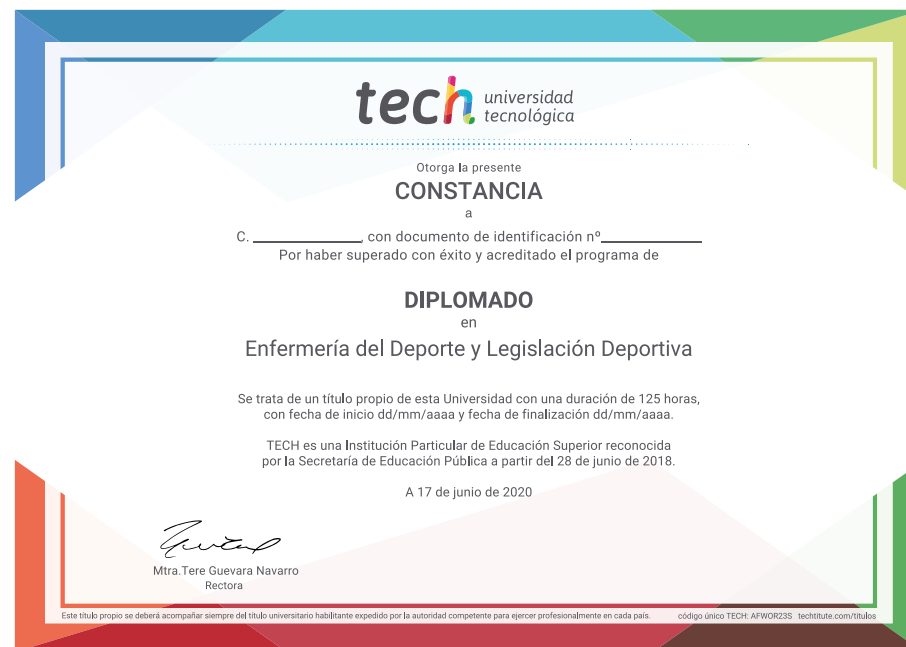 tech universidad
tecnológica
Otorga la presente
CONSTANCIA
a
C. ____________, con documento de identificación nº____________
Por haber superado con éxito y acreditado el programa de
DIPLOMADO
en
Enfermería del Deporte y Legislación Deportiva
Se trata de un título propio de esta Universidad con una duración de 125 horas,
con fecha de inicio dd/mm/aaaa y fecha de finalización dd/mm/aaaa.
TECH es una Institución Particular de Educación Superior reconocida
por la Secretaría de Educación Pública a partir del 28 de junio de 2018.
A 17 de junio de 2020
Mtra.Tere Guevara Navarro
Rectora
Este título propio se deberá acompañar siempre del título universitario habilitante expedido por la autoridad competente para ejercer profesionalmente en cada país. código único TECH: AFWOR23S techtitute.com/titulos